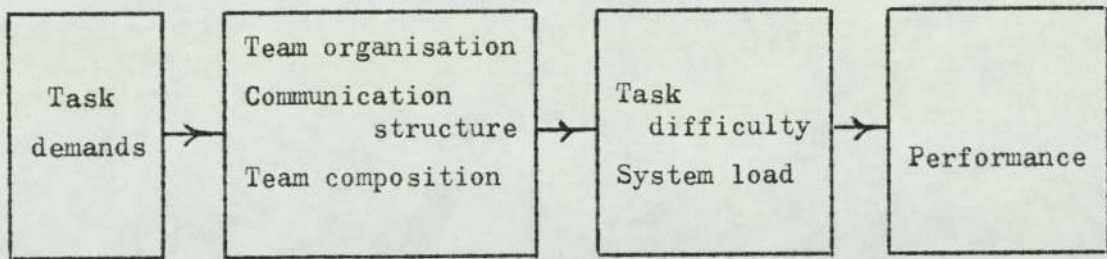 Task
demands
Team organisation
Communication
structure
Team composition
Task
difficulty
System load
Performance